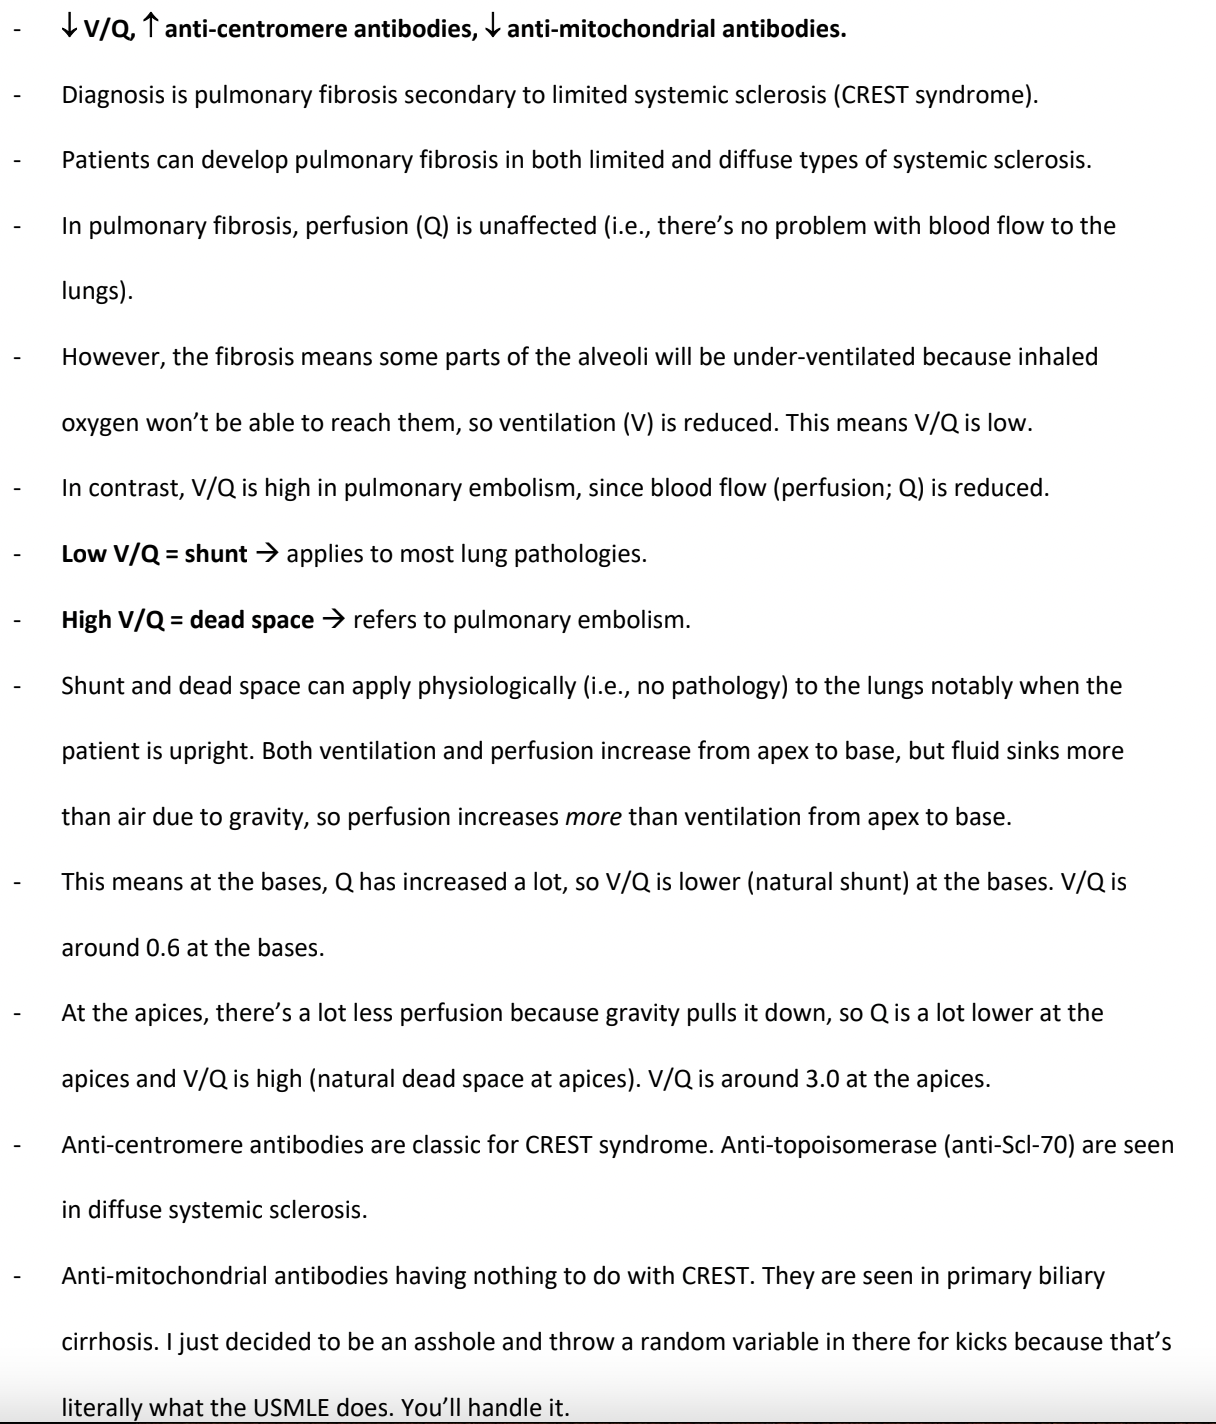 - ↓ V/Q, ↑ anti-centromere antibodies, ↓ anti-mitochondrial antibodies.
- Diagnosis is pulmonary fibrosis secondary to limited systemic sclerosis (CREST syndrome).
- Patients can develop pulmonary fibrosis in both limited and diffuse types of systemic sclerosis.
- In pulmonary fibrosis, perfusion (Q) is unaffected (i.e., there's no problem with blood flow to the
lungs).
- However, the fibrosis means some parts of the alveoli will be under-ventilated because inhaled
oxygen won't be able to reach them, so ventilation (V) is reduced. This means V/Q is low.
- In contrast, V/Q is high in pulmonary embolism, since blood flow (perfusion; Q) is reduced.
- Low V/Q = shunt → applies to most lung pathologies.
- High V/Q = dead space → refers to pulmonary embolism.
- Shunt and dead space can apply physiologically (i.e., no pathology) to the lungs notably when the
patient is upright. Both ventilation and perfusion increase from apex to base, but fluid sinks more
than air due to gravity, so perfusion increases more than ventilation from apex to base.
- This means at the bases, Q has increased a lot, so V/Q is lower (natural shunt) at the bases. V/Q is
around 0.6 at the bases.
- At the apices, there's a lot less perfusion because gravity pulls it down, so Q is a lot lower at the
apices and V/Q is high (natural dead space at apices). V/Q is around 3.0 at the apices.
- Anti-centromere antibodies are classic for CREST syndrome. Anti-topoisomerase (anti-Scl-70) are seen
in diffuse systemic sclerosis.
- Anti-mitochondrial antibodies having nothing to do with CREST. They are seen in primary biliary
cirrhosis. I just decided to be an asshole and throw a random variable in there for kicks because that's
literally what the USMLE does. You'll handle it.